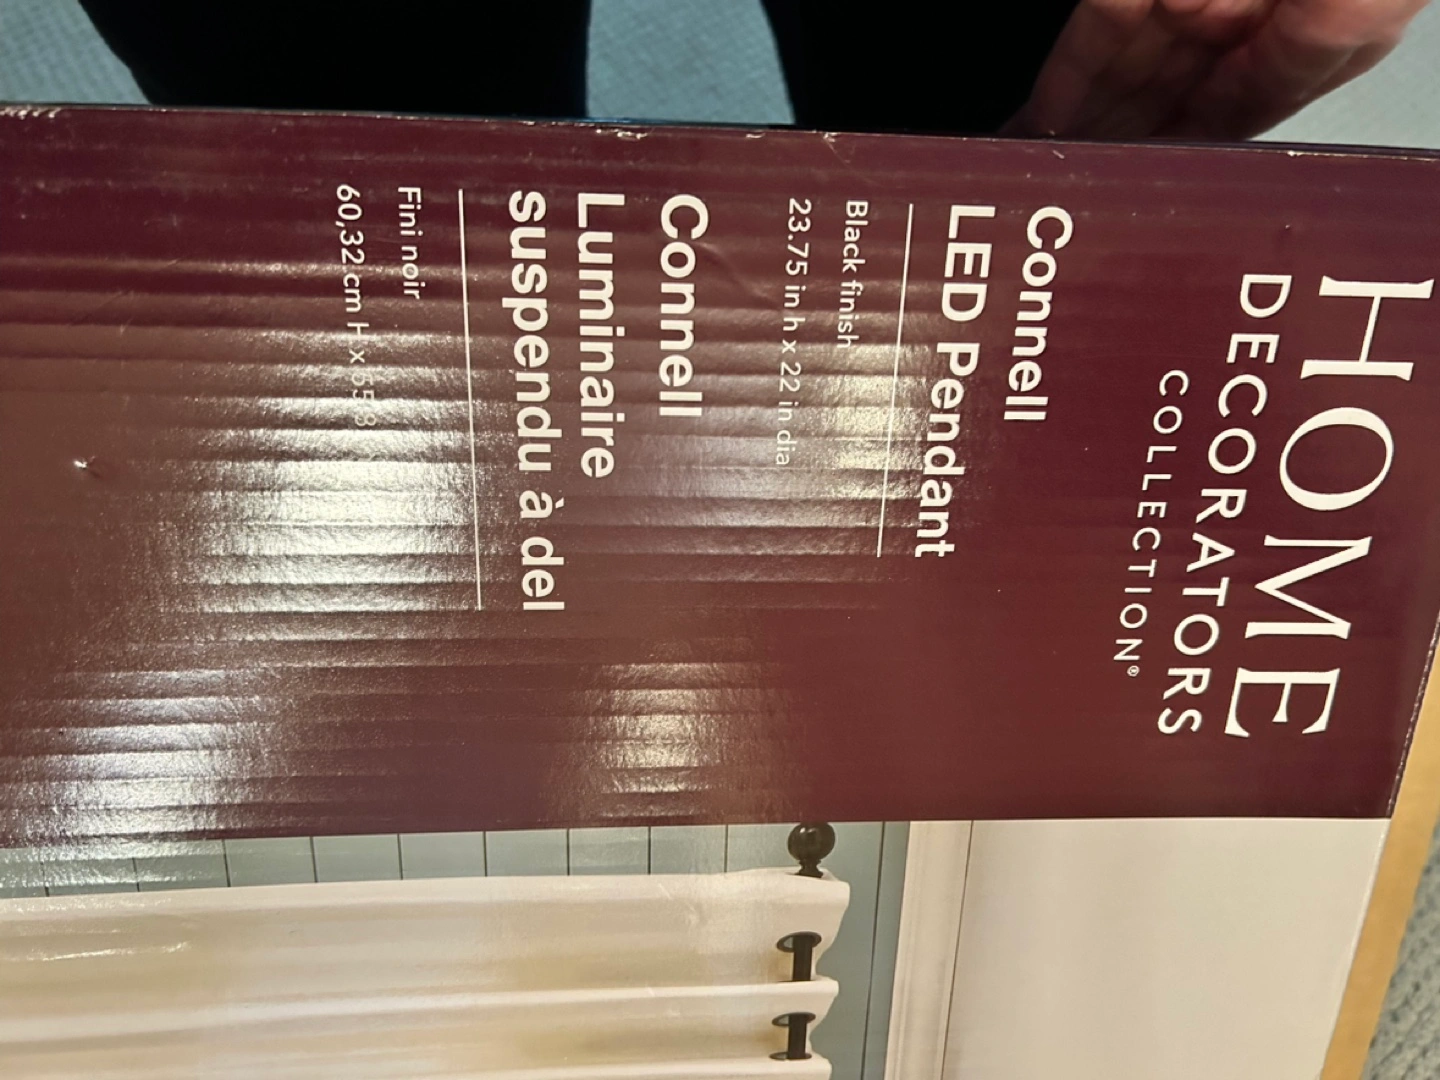 HOME
DECORATORS
COLLECTION®
Connell
LED Pendant
Black finish
23.75 in h x 22 in dia
Connell
Luminaire
suspendu à del
Fini noir
60,32 cm H x